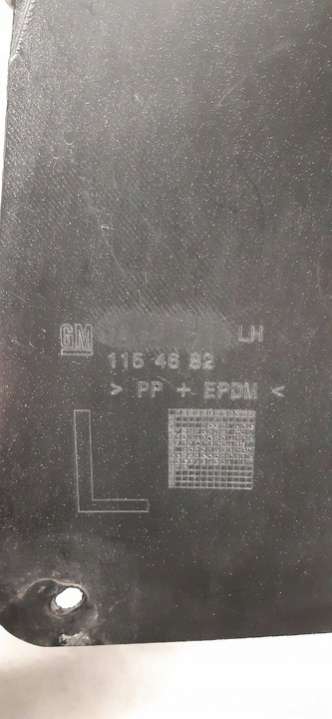 GM LH
115 46 82
> PP + EPDM <
L